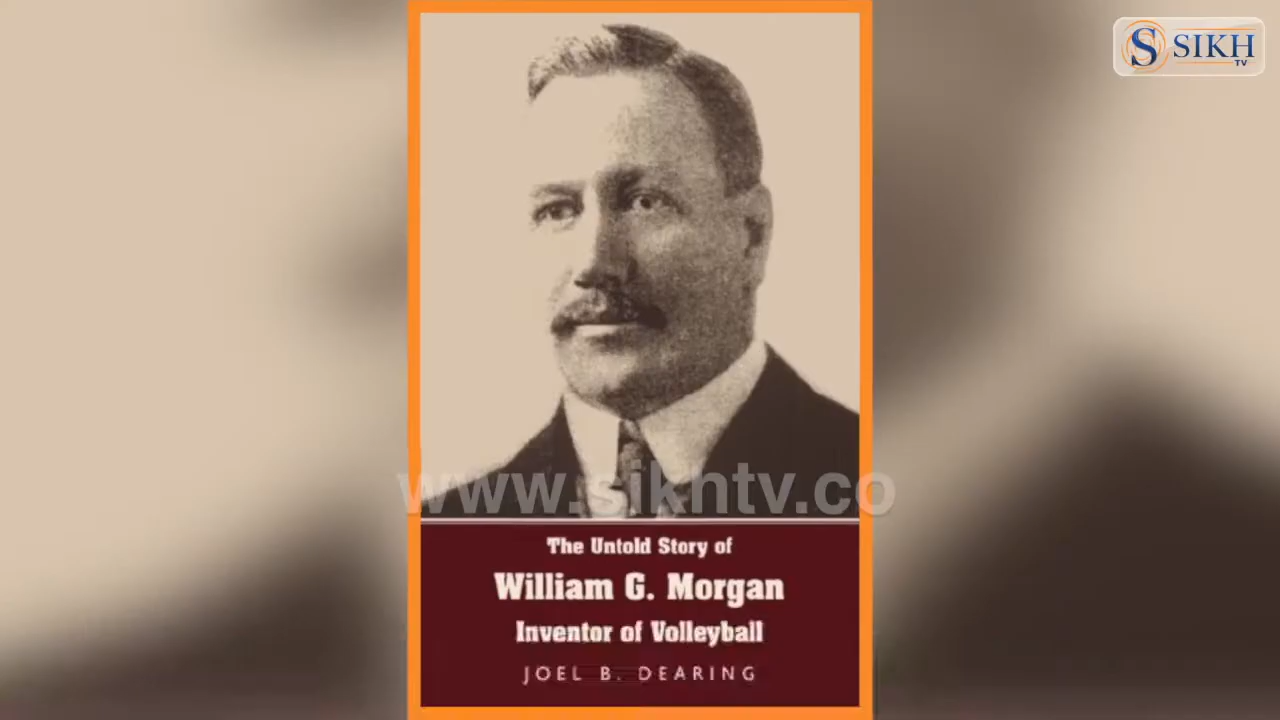 S SIKH
TV
www.sikhtv.co
The Untold Story of
William G. Morgan
Inventor of Volleyball
JOEL B. DEARING